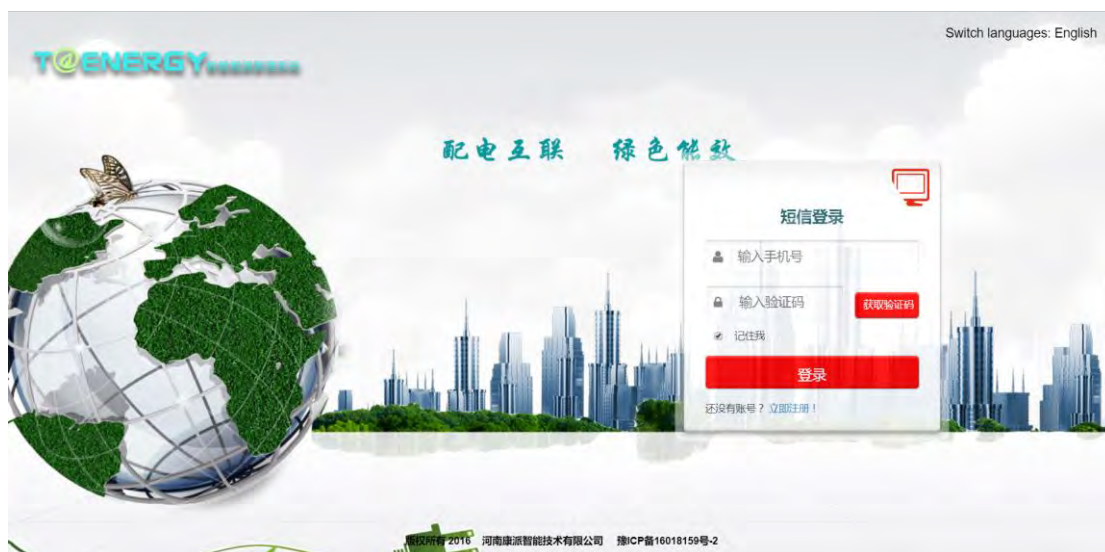 Switch languages: English
T@ENERGY
配电互联 绿色能效
短信登录
输入手机号
输入验证码
获取验证码
记住我
登录
还没有账号？立即注册！
版权所有 2016 河南康派智能技术有限公司 豫ICP备16018159号-2